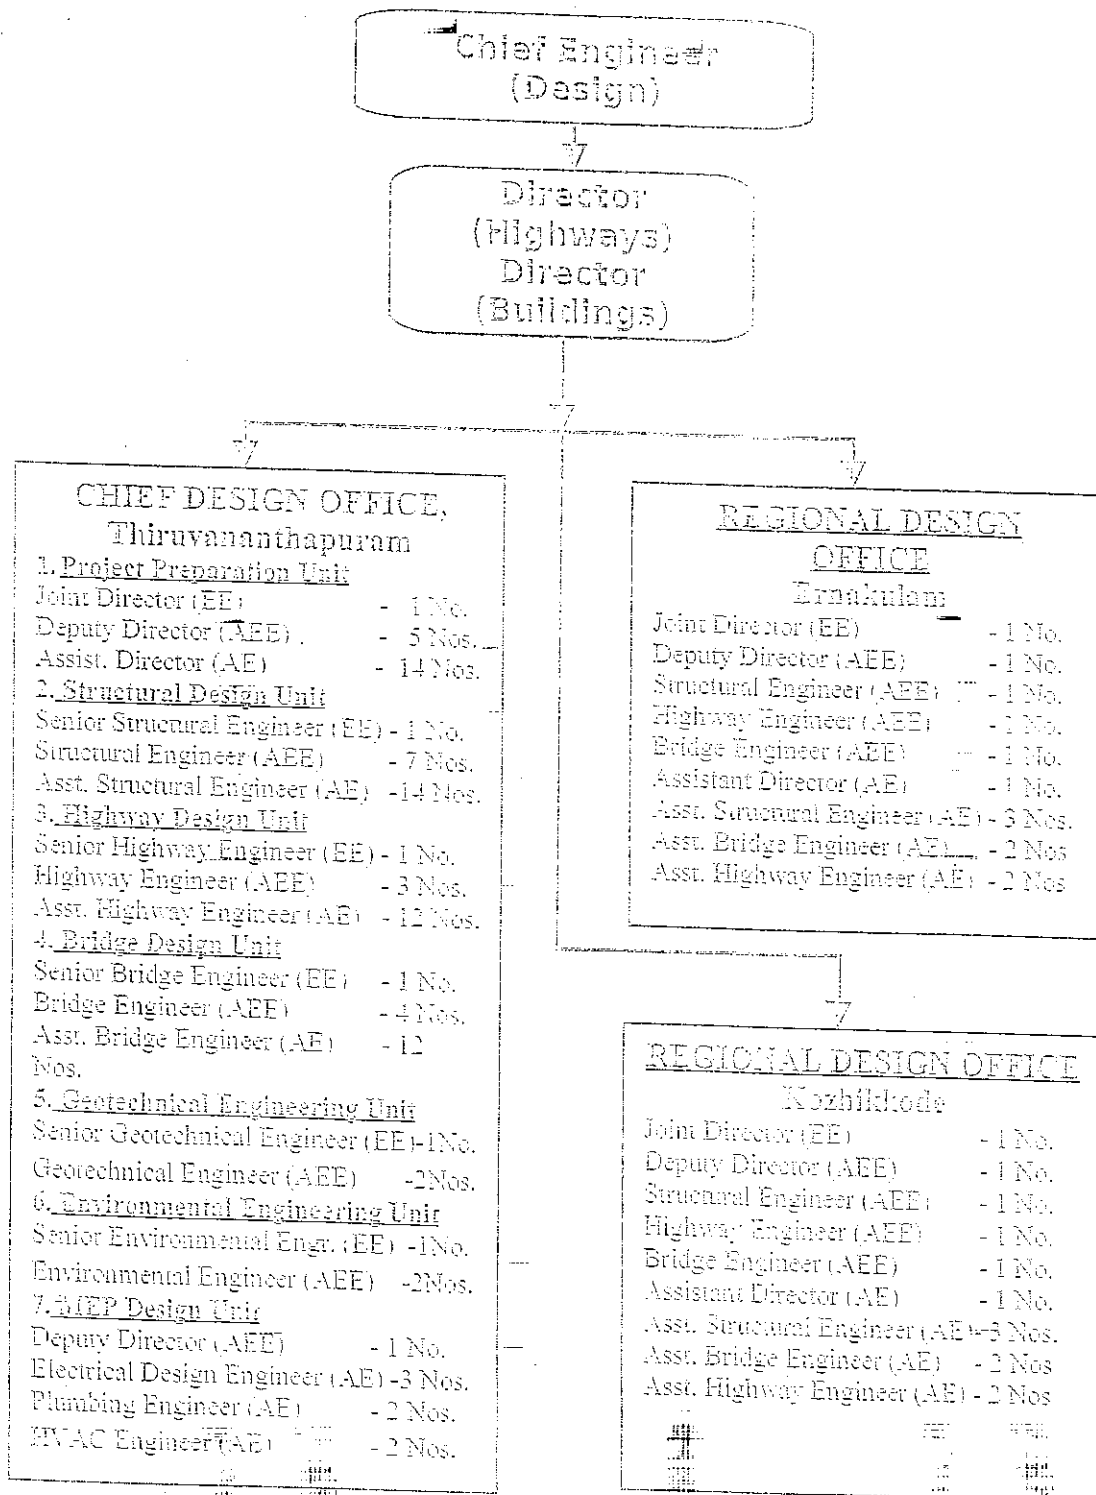 Chief Engineer
(Design)
Director
(Highways)
Director
(Buildings)
CHIEF DESIGN OFFICE,
Thiruvananthapuram
1. Project Preparation Unit
Joint Director (EE) - 1 No.
Deputy Director (AEE) - 5 Nos.
Assist. Director (AE) - 14 Nos.
2. Structural Design Unit
Senior Structural Engineer (EE) - 1 No.
Structural Engineer (AEE) - 7 Nos.
Asst. Structural Engineer (AE) -14 Nos.
3. Highway Design Unit
Senior Highway Engineer (EE) - 1 No.
Highway Engineer (AEE) - 3 Nos.
Asst. Highway Engineer (AE) - 12 Nos.
4. Bridge Design Unit
Senior Bridge Engineer (EE) - 1 No.
Bridge Engineer (AEE) - 4 Nos.
Asst. Bridge Engineer (AE) - 12
Nos.
5. Geotechnical Engineering Unit
Senior Geotechnical Engineer (EE)-1No.
Geotechnical Engineer (AEE) -2Nos.
6. Environmental Engineering Unit
Senior Environmental Engr. (EE) -1No.
Environmental Engineer (AEE) -2Nos.
7. MEP Design Unit
Deputy Director (AEE) - 1 No.
Electrical Design Engineer (AE) -3 Nos.
Plumbing Engineer (AE) - 2 Nos.
HVAC Engineer (AE) - 2 Nos.
REGIONAL DESIGN
OFFICE
Ernakulam
Joint Director (EE) - 1 No.
Deputy Director (AEE) - 1 No.
Structural Engineer (AEE) - 1 No.
Highway Engineer (AEE) - 1 No.
Bridge Engineer (AEE) - 1 No.
Assistant Director (AE) - 1 No.
Asst. Structural Engineer (AE) - 3 Nos.
Asst. Bridge Engineer (AE) - 2 Nos
Asst. Highway Engineer (AE) - 2 Nos
REGIONAL DESIGN OFFICE
Kozhikkode
Joint Director (EE) - 1 No.
Deputy Director (AEE) - 1 No.
Structural Engineer (AEE) - 1 No.
Highway Engineer (AEE) - 1 No.
Bridge Engineer (AEE) - 1 No.
Assistant Director (AE) - 1 No.
Asst. Structural Engineer (AE) - 3 Nos.
Asst. Bridge Engineer (AE) - 2 Nos
Asst. Highway Engineer (AE) - 2 Nos